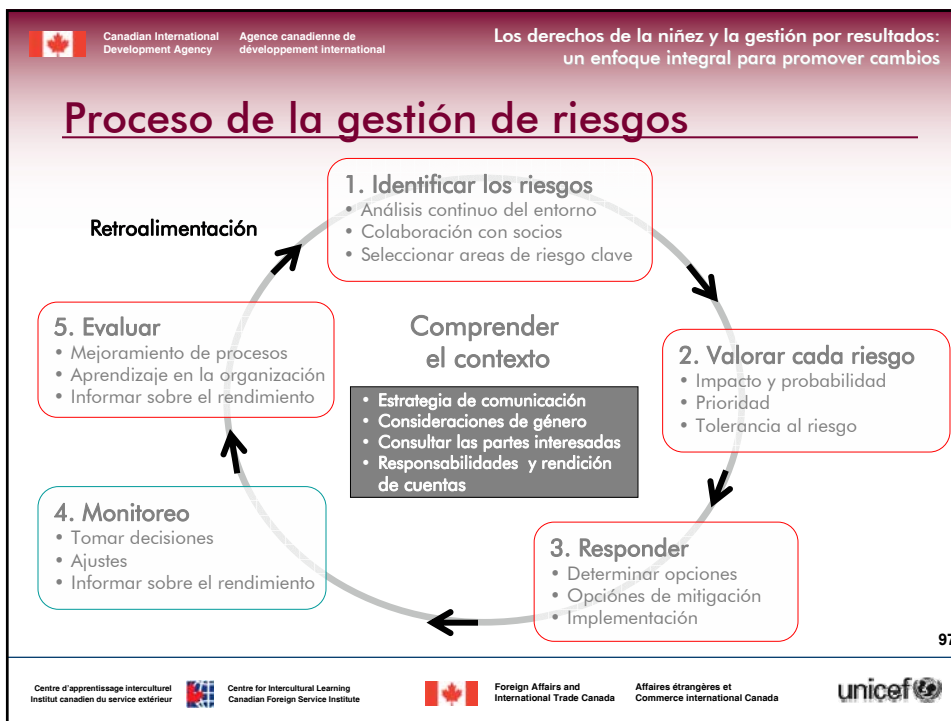 Canadian International
Development Agency
Agence canadienne de
développement international
Los derechos de la niñez y la gestión por resultados:
un enfoque integral para promover cambios
Proceso de la gestión de riesgos
Retroalimentación
1. Identificar los riesgos
• Análisis continuo del entorno
• Colaboración con socios
• Seleccionar areas de riesgo clave
2. Valorar cada riesgo
• Impacto y probabilidad
• Prioridad
• Tolerancia al riesgo
3. Responder
• Determinar opciones
• Opciónes de mitigación
• Implementación
4. Monitoreo
• Tomar decisiones
• Ajustes
• Informar sobre el rendimiento
5. Evaluar
• Mejoramiento de procesos
• Aprendizaje en la organización
• Informar sobre el rendimiento
Comprender
el contexto
• Estrategia de comunicación
• Consideraciones de género
• Consultar las partes interesadas
• Responsabilidades y rendición
de cuentas
97
Centre d'apprentissage interculturel
Institut canadien du service extérieur
Centre for Intercultural Learning
Canadian Foreign Service Institute
Foreign Affairs and
International Trade Canada
Affaires étrangères et
Commerce international Canada
unicef